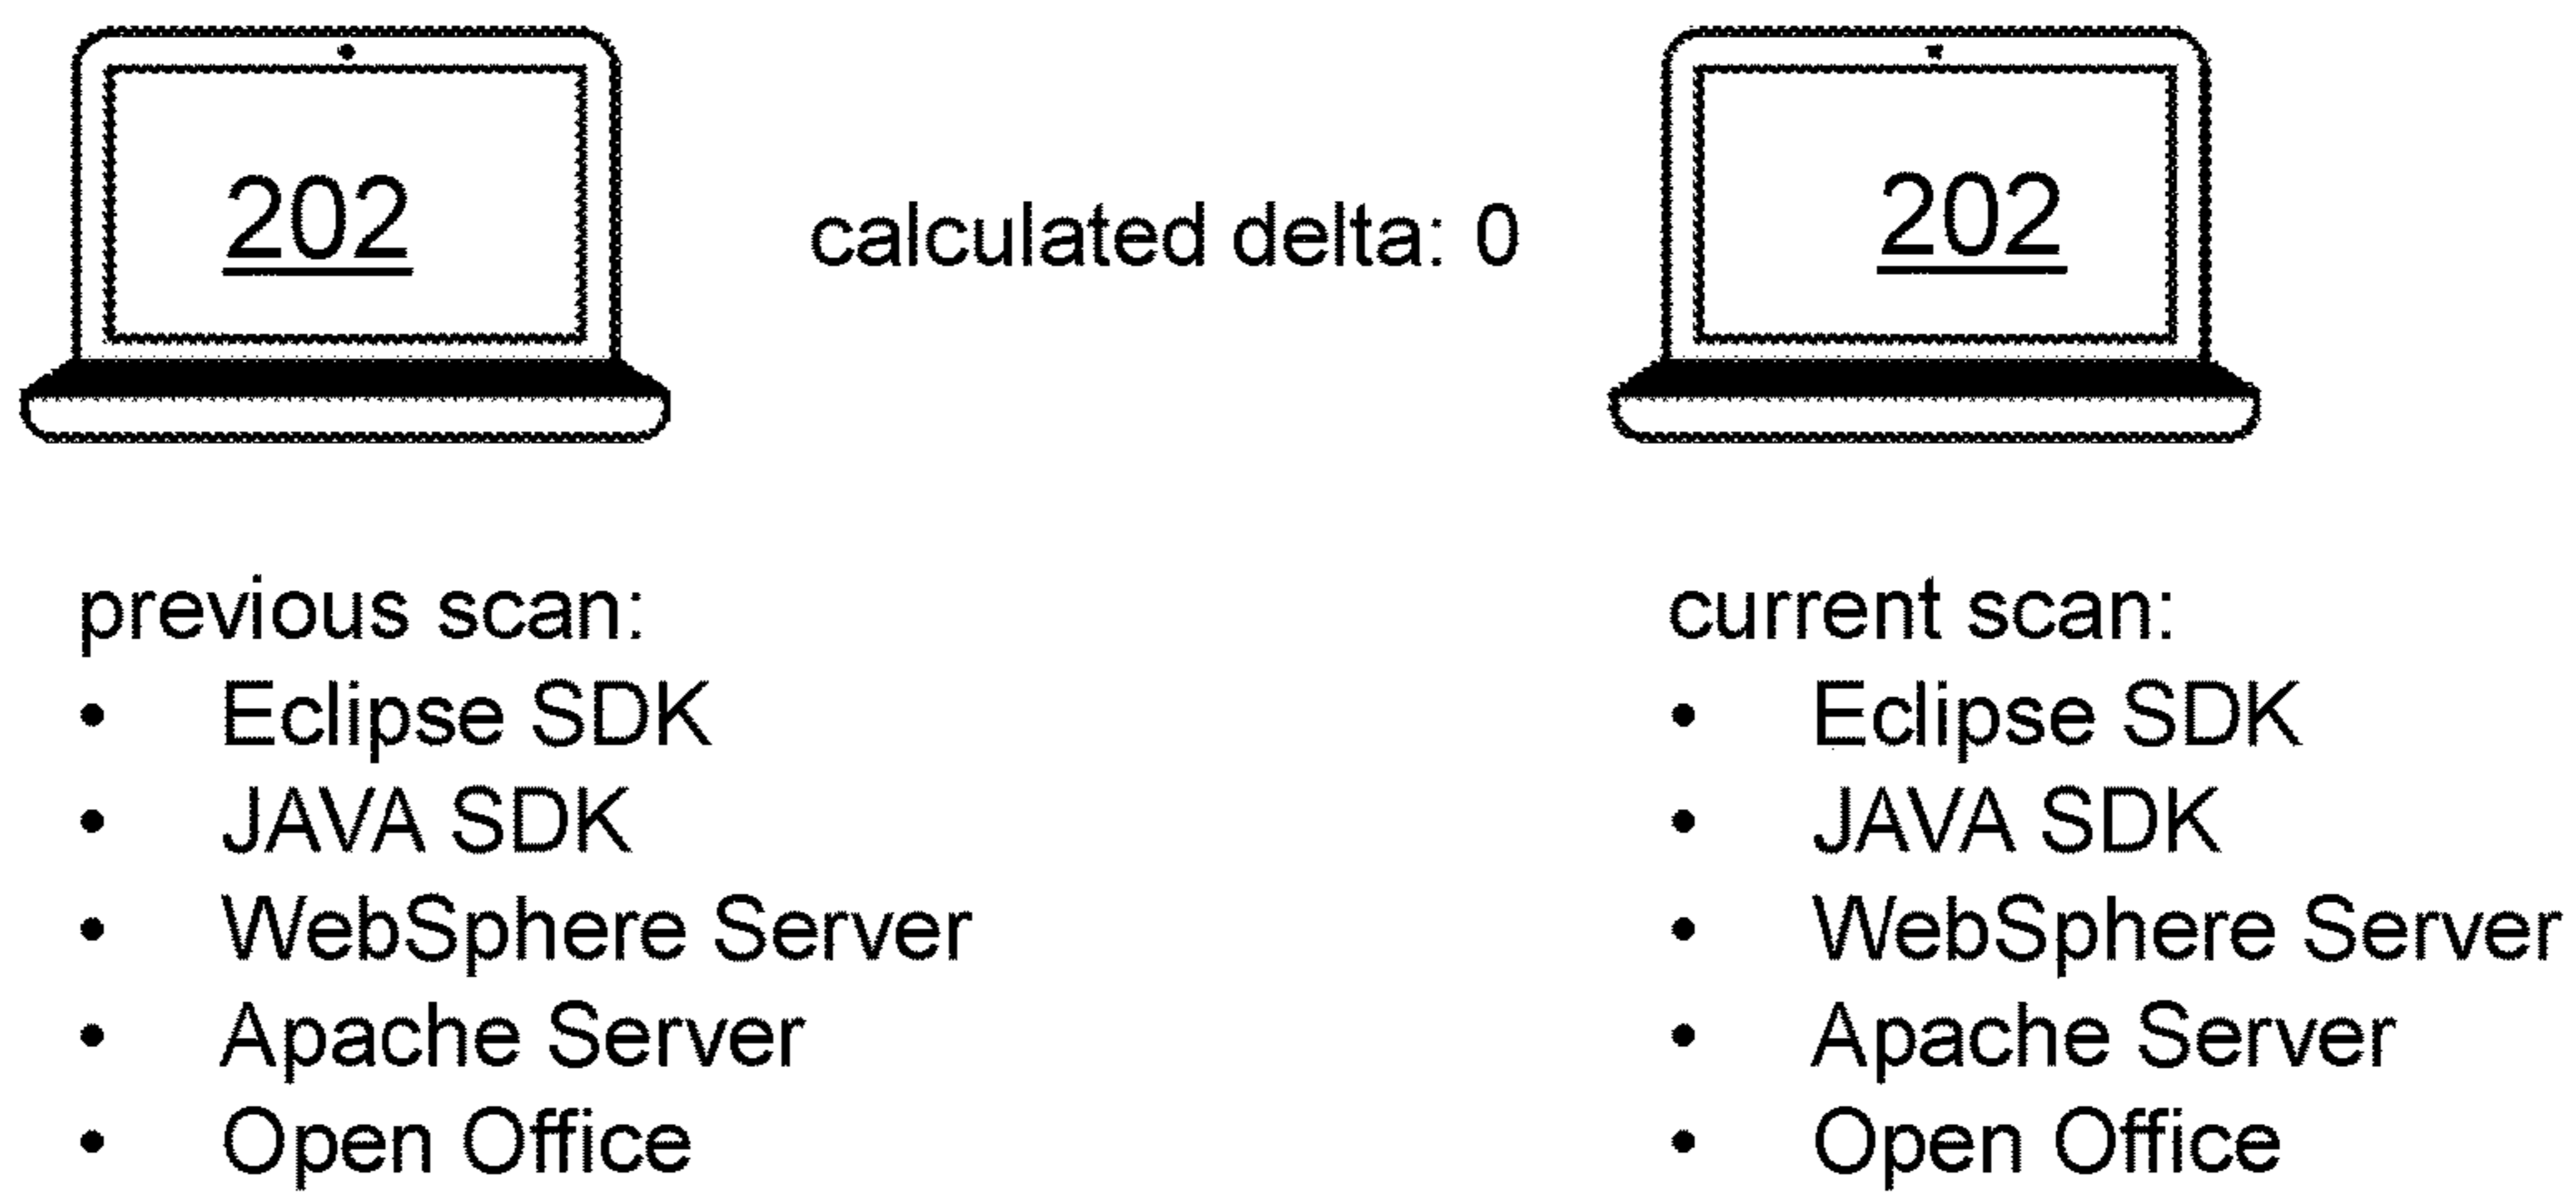 202
calculated delta: 0
202
previous scan:
• Eclipse SDK
• JAVA SDK
• WebSphere Server
• Apache Server
• Open Office
current scan:
• Eclipse SDK
• JAVA SDK
• WebSphere Server
• Apache Server
• Open Office